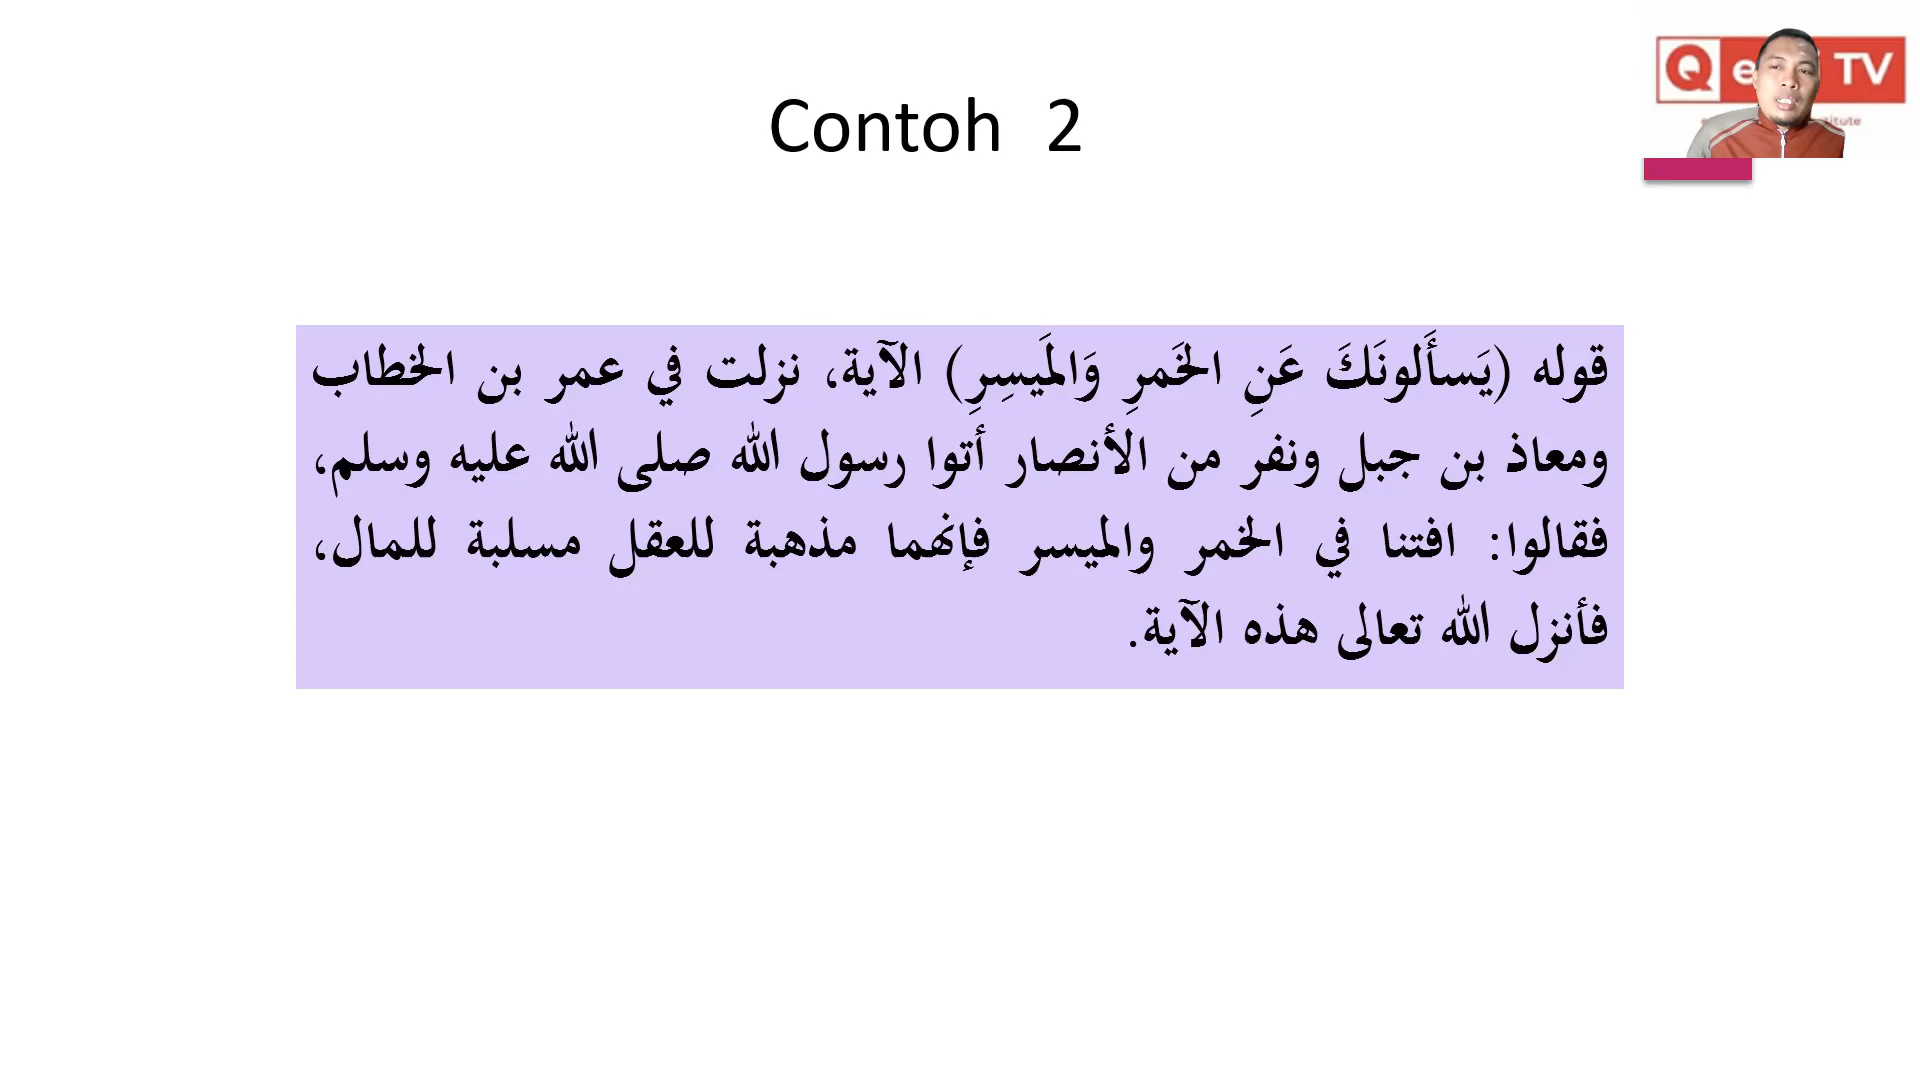 Contoh 2
Q e TV
titute
قوله (يَسأَلونَكَ عَنِ الخَمرِ وَالمَيسِرِ) الآية، نزلت في عمر بن الخطاب
ومعاذ بن جبل ونفر من الأنصار أتوا رسول الله صلى الله عليه وسلم،
فقالوا: افتنا في الخمر والميسر فإنهما مذهبة للعقل مسلبة للمال،
فأنزل الله تعالى هذه الآية.